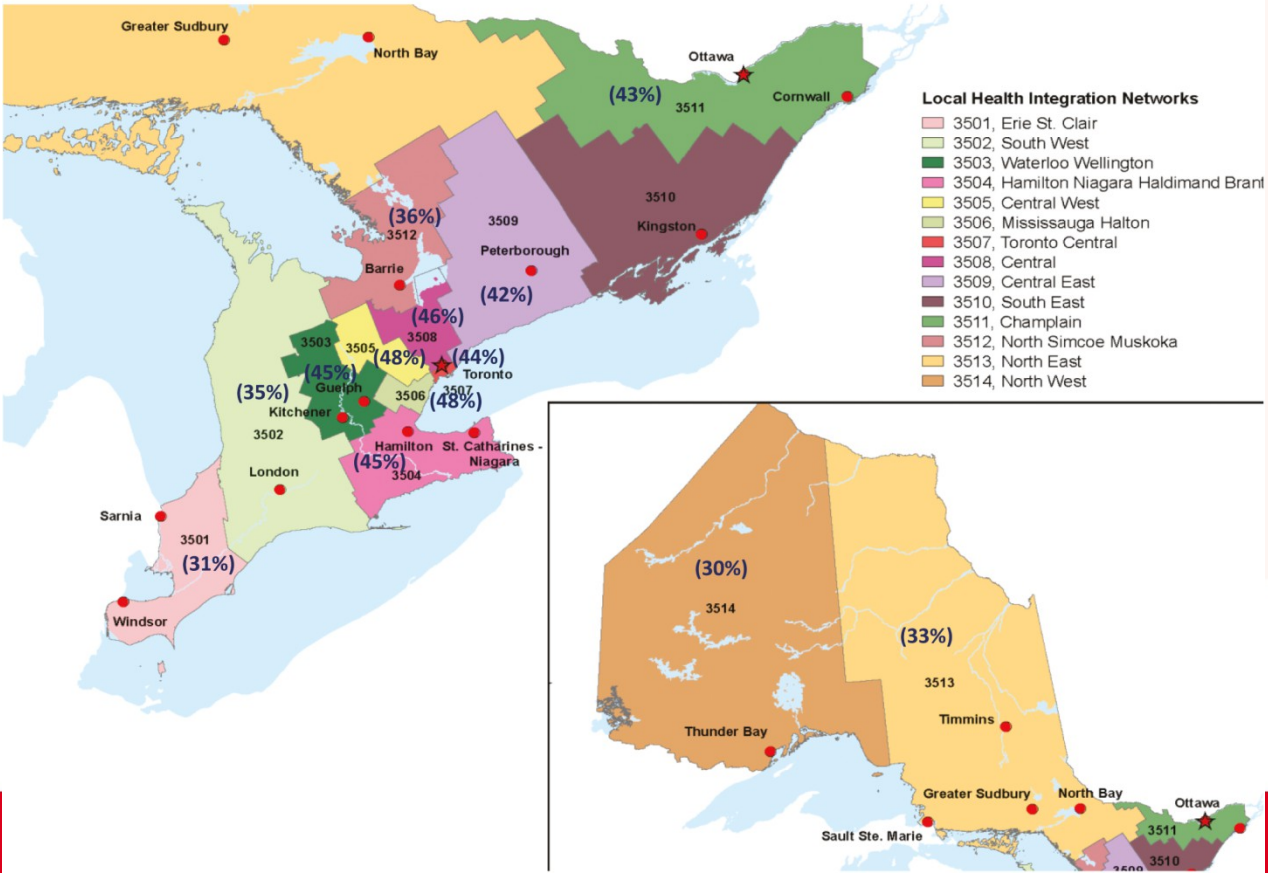 Greater Sudbury
North Bay
Ottawa
(43%)
3511
Cornwall
Local Health Integration Networks
3501, Erie St. Clair
3502, South West
3503, Waterloo Wellington
3504, Hamilton Niagara Haldimand Brant
3505, Central West
3506, Mississauga Halton
3507, Toronto Central
3508, Central
3509, Central East
3510, South East
3511, Champlain
3512, North Simcoe Muskoka
3513, North East
3514, North West
3510
Kingston
(36%)
3512
3509
Peterborough
(42%)
Barrie
(46%)
3508
3503
3505
(48%)
(44%)
Toronto
(45%)
Guelph
3506
3507
(48%)
(35%)
Kitchener
3502
Hamilton
St. Catharines -
Niagara
(45%)
3504
London
Sarnia
3501
(31%)
Windsor
(30%)
3514
(33%)
3513
Timmins
Thunder Bay
Greater Sudbury
North Bay
Ottawa
Sault Ste. Marie
3511
3510
3509